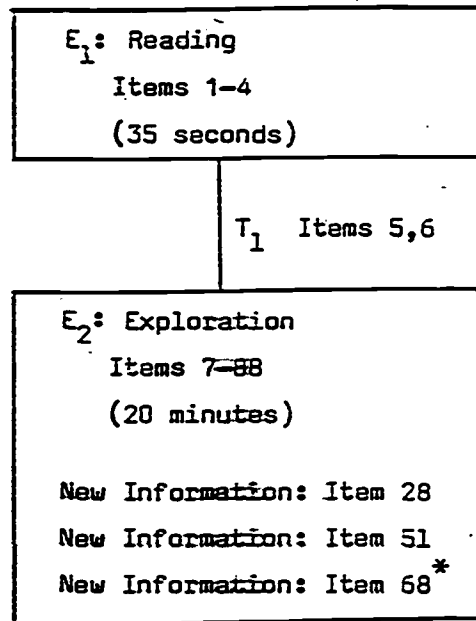 E₁: Reading
Items 1-4
(35 seconds)
T₁ Items 5,6
E₂: Exploration
Items 7-88
(20 minutes)
New Information: Item 28
New Information: Item 51
New Information: Item 68*